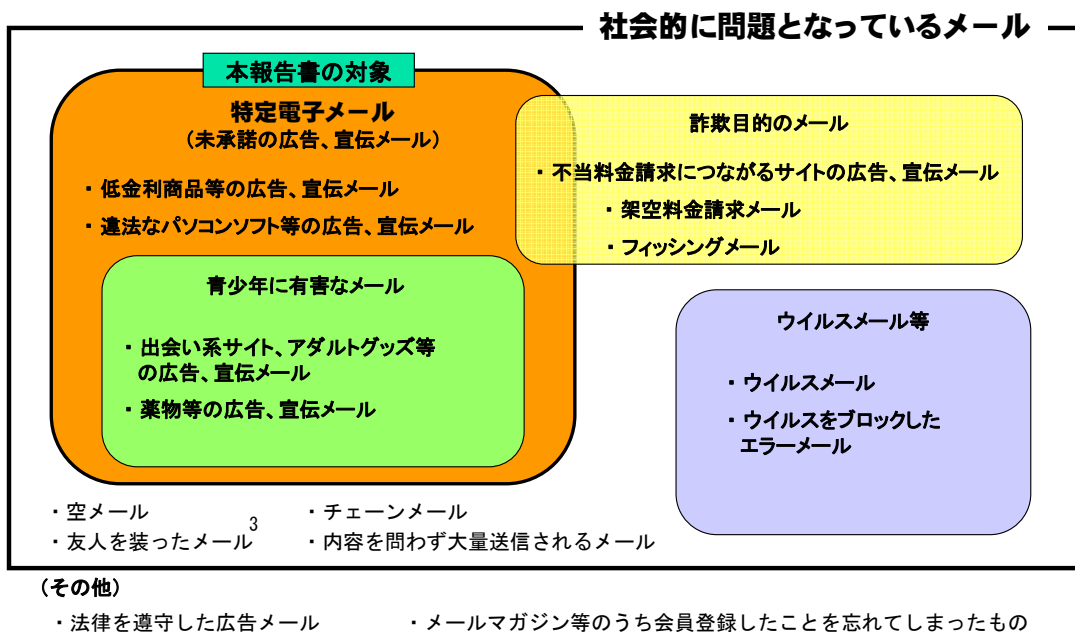 社会的に問題となっているメール
本報告書の対象
特定電子メール
（未承諾の広告、宣伝メール）
・低金利商品等の広告、宣伝メール
・違法なパソコンソフト等の広告、宣伝メール
詐欺目的のメール
・不当料金請求につながるサイトの広告、宣伝メール
・架空料金請求メール
・フィッシングメール
青少年に有害なメール
・出会い系サイト、アダルトグッズ等
の広告、宣伝メール
・薬物等の広告、宣伝メール
ウイルスメール等
・ウイルスメール
・ウイルスをブロックした
エラーメール
・空メール ・チェーンメール
・友人を装ったメール3 ・内容を問わず大量送信されるメール
（その他）
・法律を遵守した広告メール ・メールマガジン等のうち会員登録したことを忘れてしまったもの